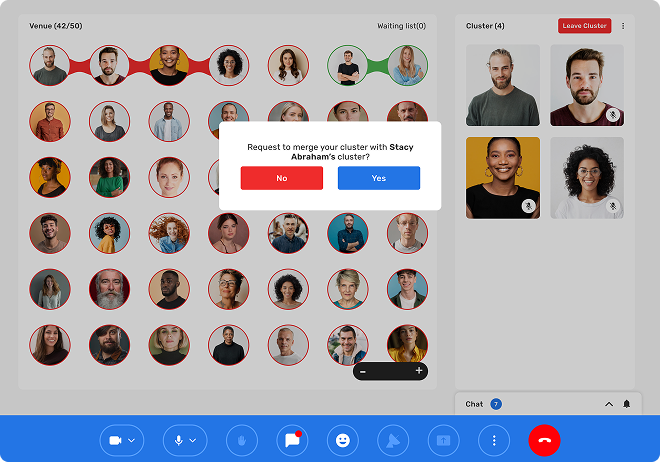 Venue (42/50)
Waiting list(0)
Cluster (4)
Leave Cluster
Request to merge your cluster with Stacy
Abraham's cluster?
No
Yes
Chat
7